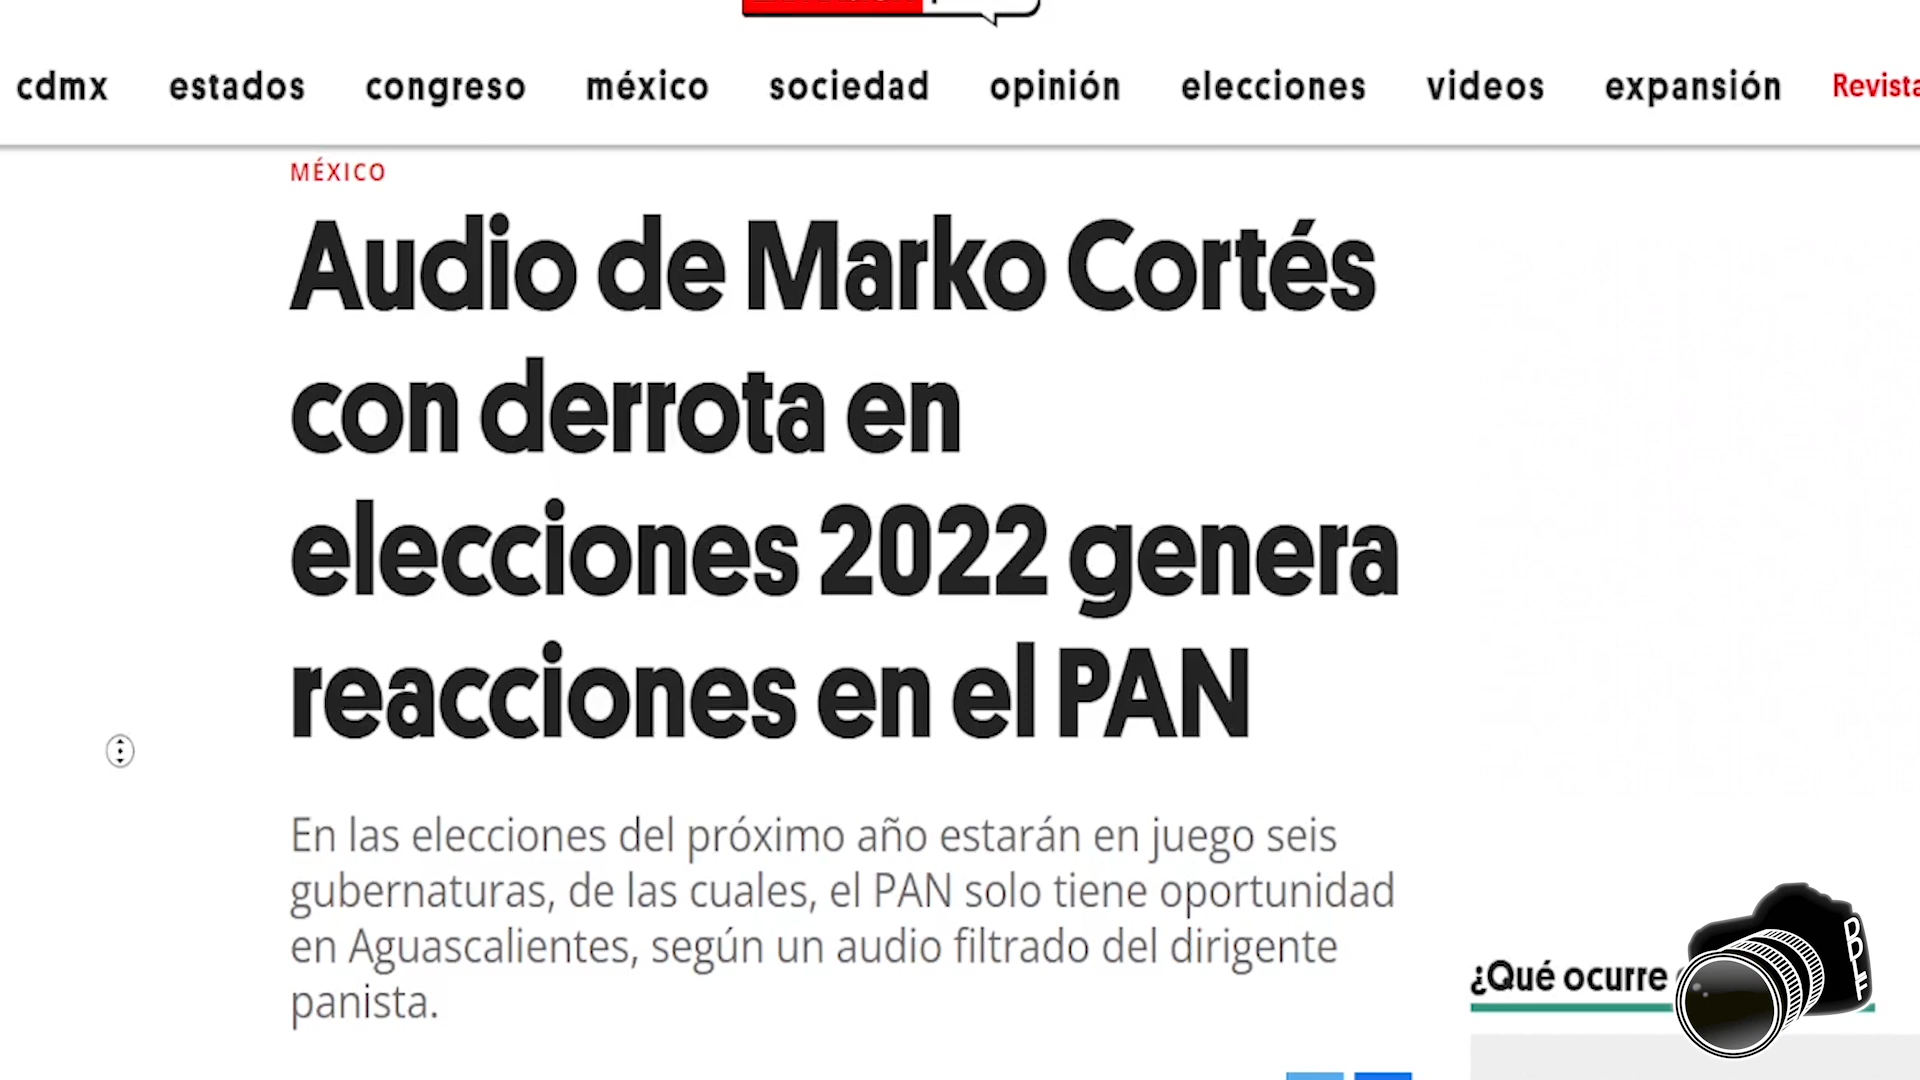 cdmx estados congreso méxico sociedad opinión elecciones videos expansión Revista
MÉXICO
Audio de Marko Cortés
con derrota en
elecciones 2022 genera
reacciones en el PAN
En las elecciones del próximo año estarán en juego seis
gubernaturas, de las cuales, el PAN solo tiene oportunidad
en Aguascalientes, según un audio filtrado del dirigente
panista.
¿Qué ocurre